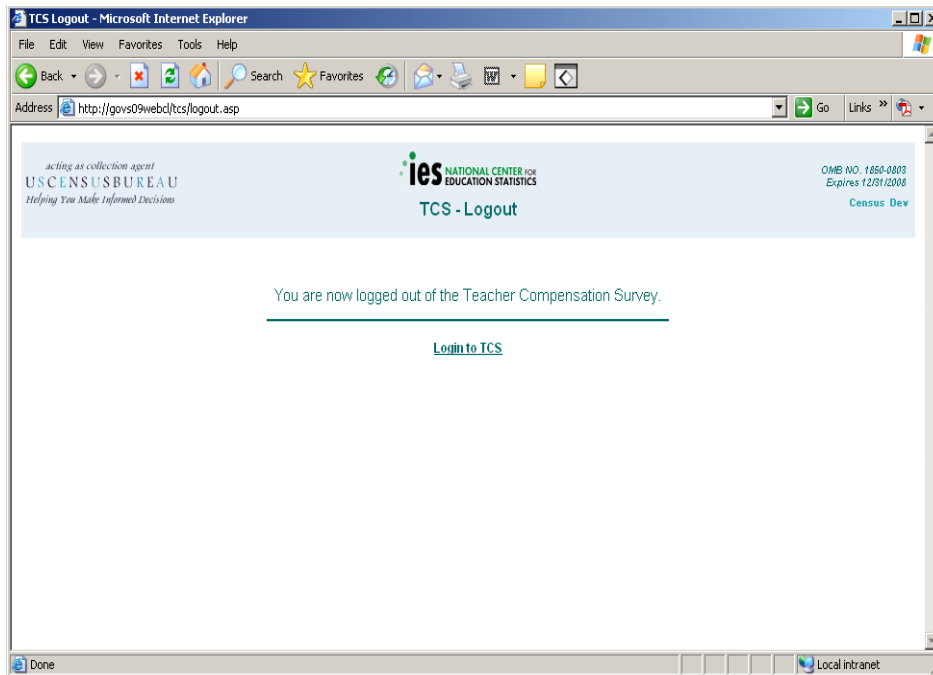 TCS Logout - Microsoft Internet Explorer
File Edit View Favorites Tools Help
Back Search Favorites
Address http://govs09webcl/tcs/logout.asp Go Links »
acting as collection agent
USCENSUSBUREAU
Helping You Make Informed Decisions
ies NATIONAL CENTER FOR
EDUCATION STATISTICS
TCS - Logout
OMB NO. 1850-0803
Expires 12/31/2008
Census Dev
You are now logged out of the Teacher Compensation Survey.
Login to TCS
Done Local intranet